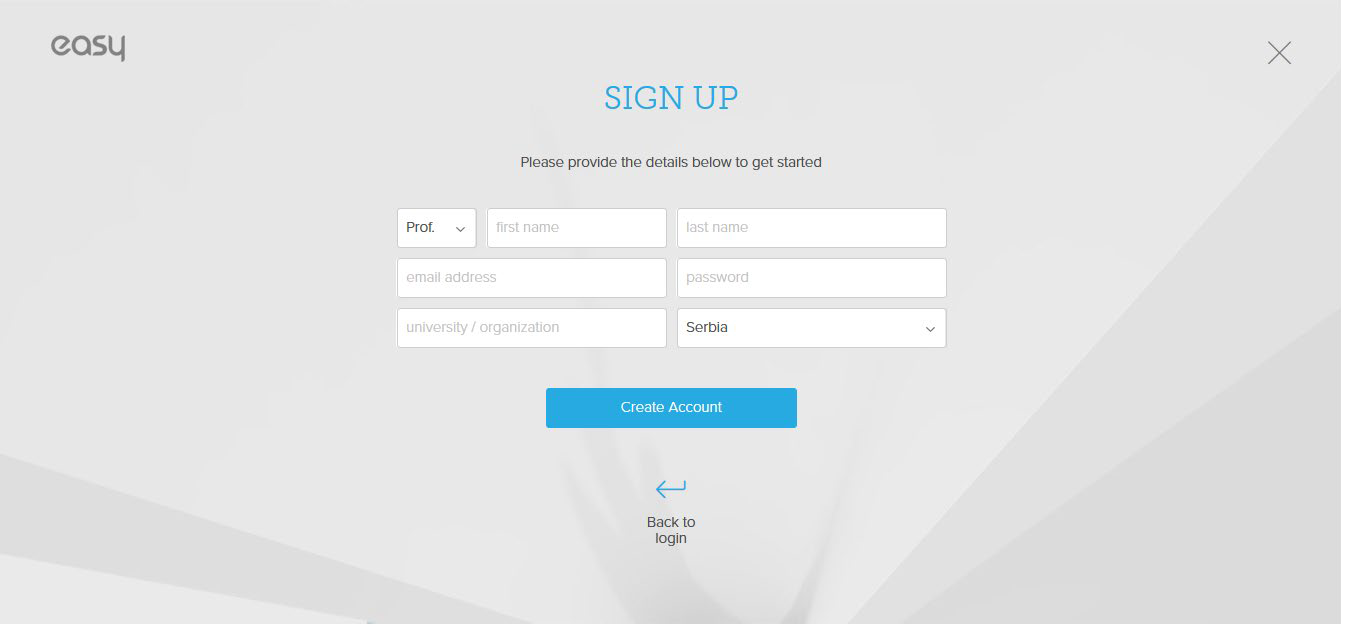 easy
SIGN UP
Please provide the details below to get started
Prof.
first name
last name
email address
password
university / organization
Serbia
Create Account
Back to
login